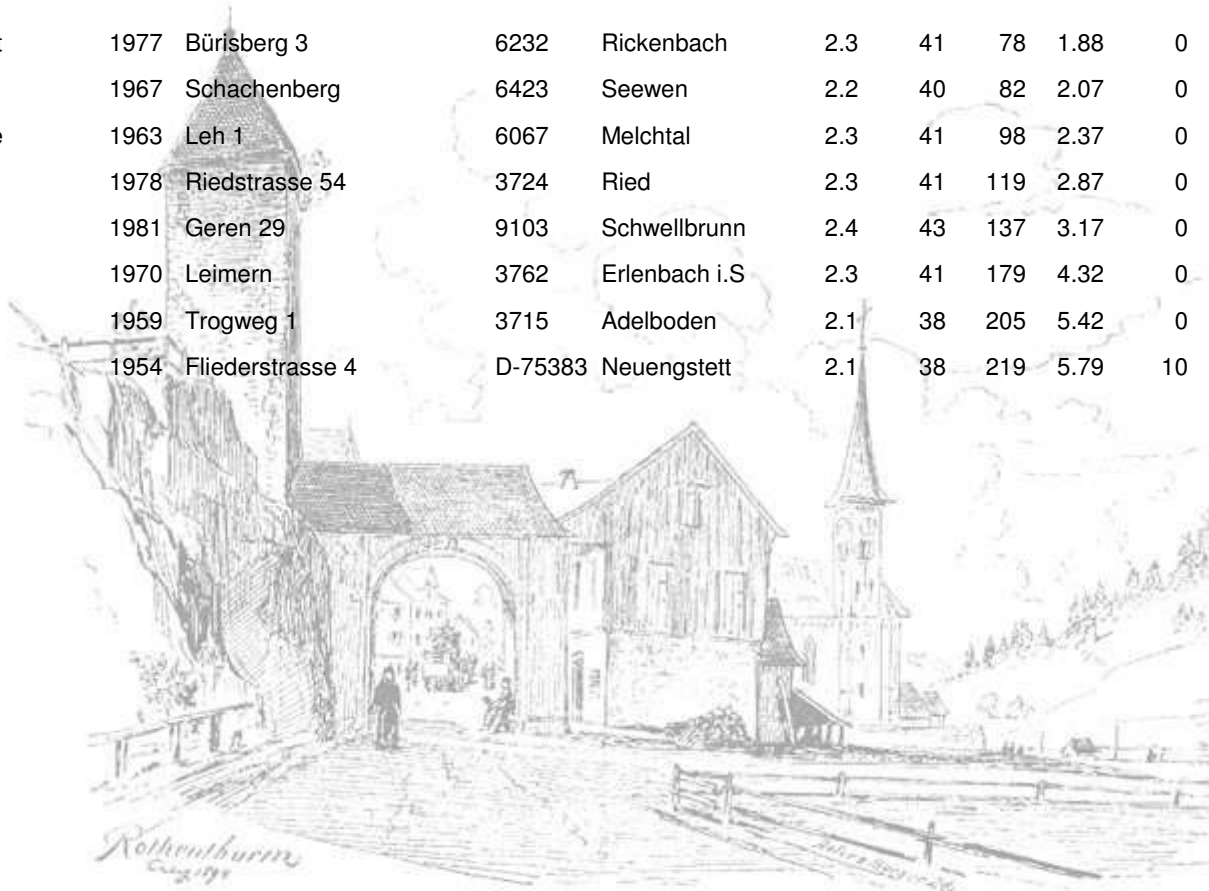 t 1977 Bürisberg 3 6232 Rickenbach 2.3 41 78 1.88 0
1967 Schachenberg 6423 Seewen 2.2 40 82 2.07 0
e 1963 Leh 1 6067 Melchtal 2.3 41 98 2.37 0
1978 Riedstrasse 54 3724 Ried 2.3 41 119 2.87 0
1981 Geren 29 9103 Schwellbrunn 2.4 43 137 3.17 0
1970 Leimern 3762 Erlenbach i.S 2.3 41 179 4.32 0
1959 Trogweg 1 3715 Adelboden 2.1 38 205 5.42 0
1954 Fliederstrasse 4 D-75383 Neuengstett 2.1 38 219 5.79 10
Rothenthurm